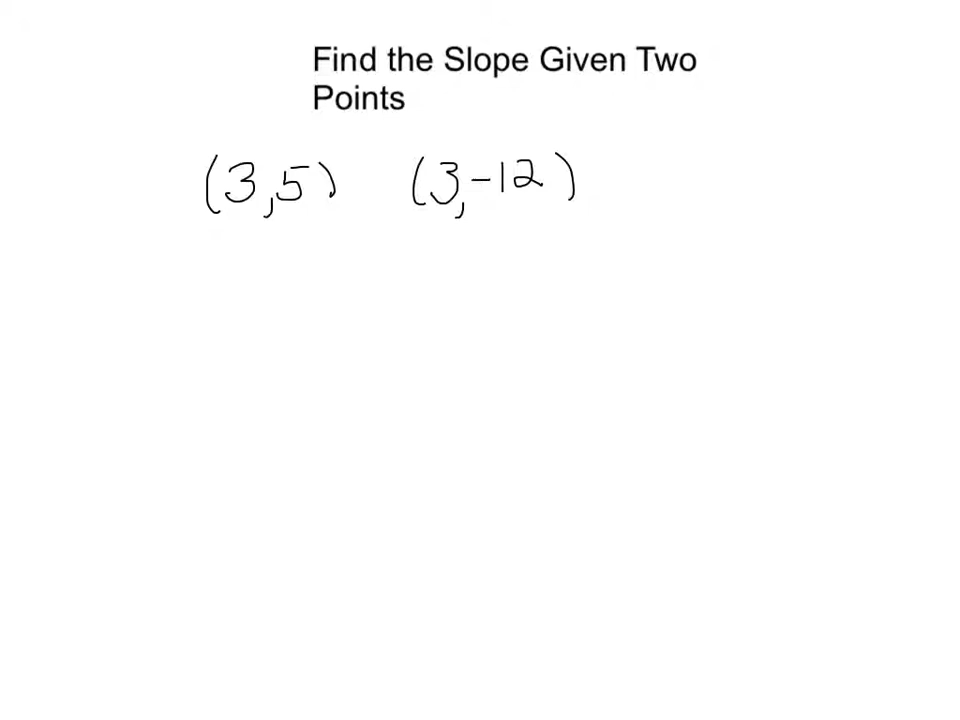 Find the Slope Given Two
Points
(3,5) (3,-12)